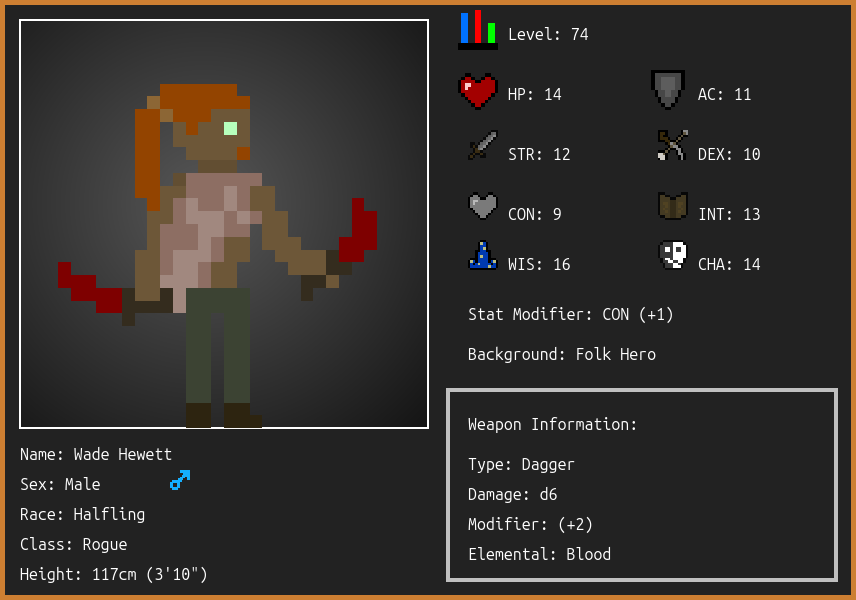 Level: 74
HP: 14
AC: 11
STR: 12
DEX: 10
CON: 9
INT: 13
WIS: 16
CHA: 14
Stat Modifier: CON (+1)
Background: Folk Hero
Weapon Information:
Type: Dagger
Damage: d6
Modifier: (+2)
Elemental: Blood
Name: Wade Hewett
Sex: Male
Race: Halfling
Class: Rogue
Height: 117cm (3'10")